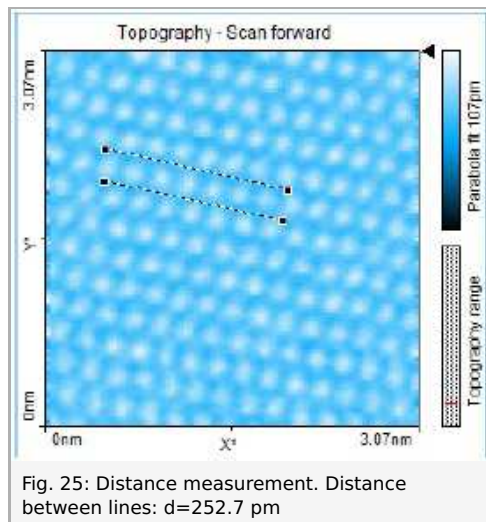 Topography - Scan forward
3.07nm
Y*
0nm
0nm
X*
3.07nm
Parabola fit 107pm
Topography range
Fig. 25: Distance measurement. Distance
between lines: d=252.7 pm